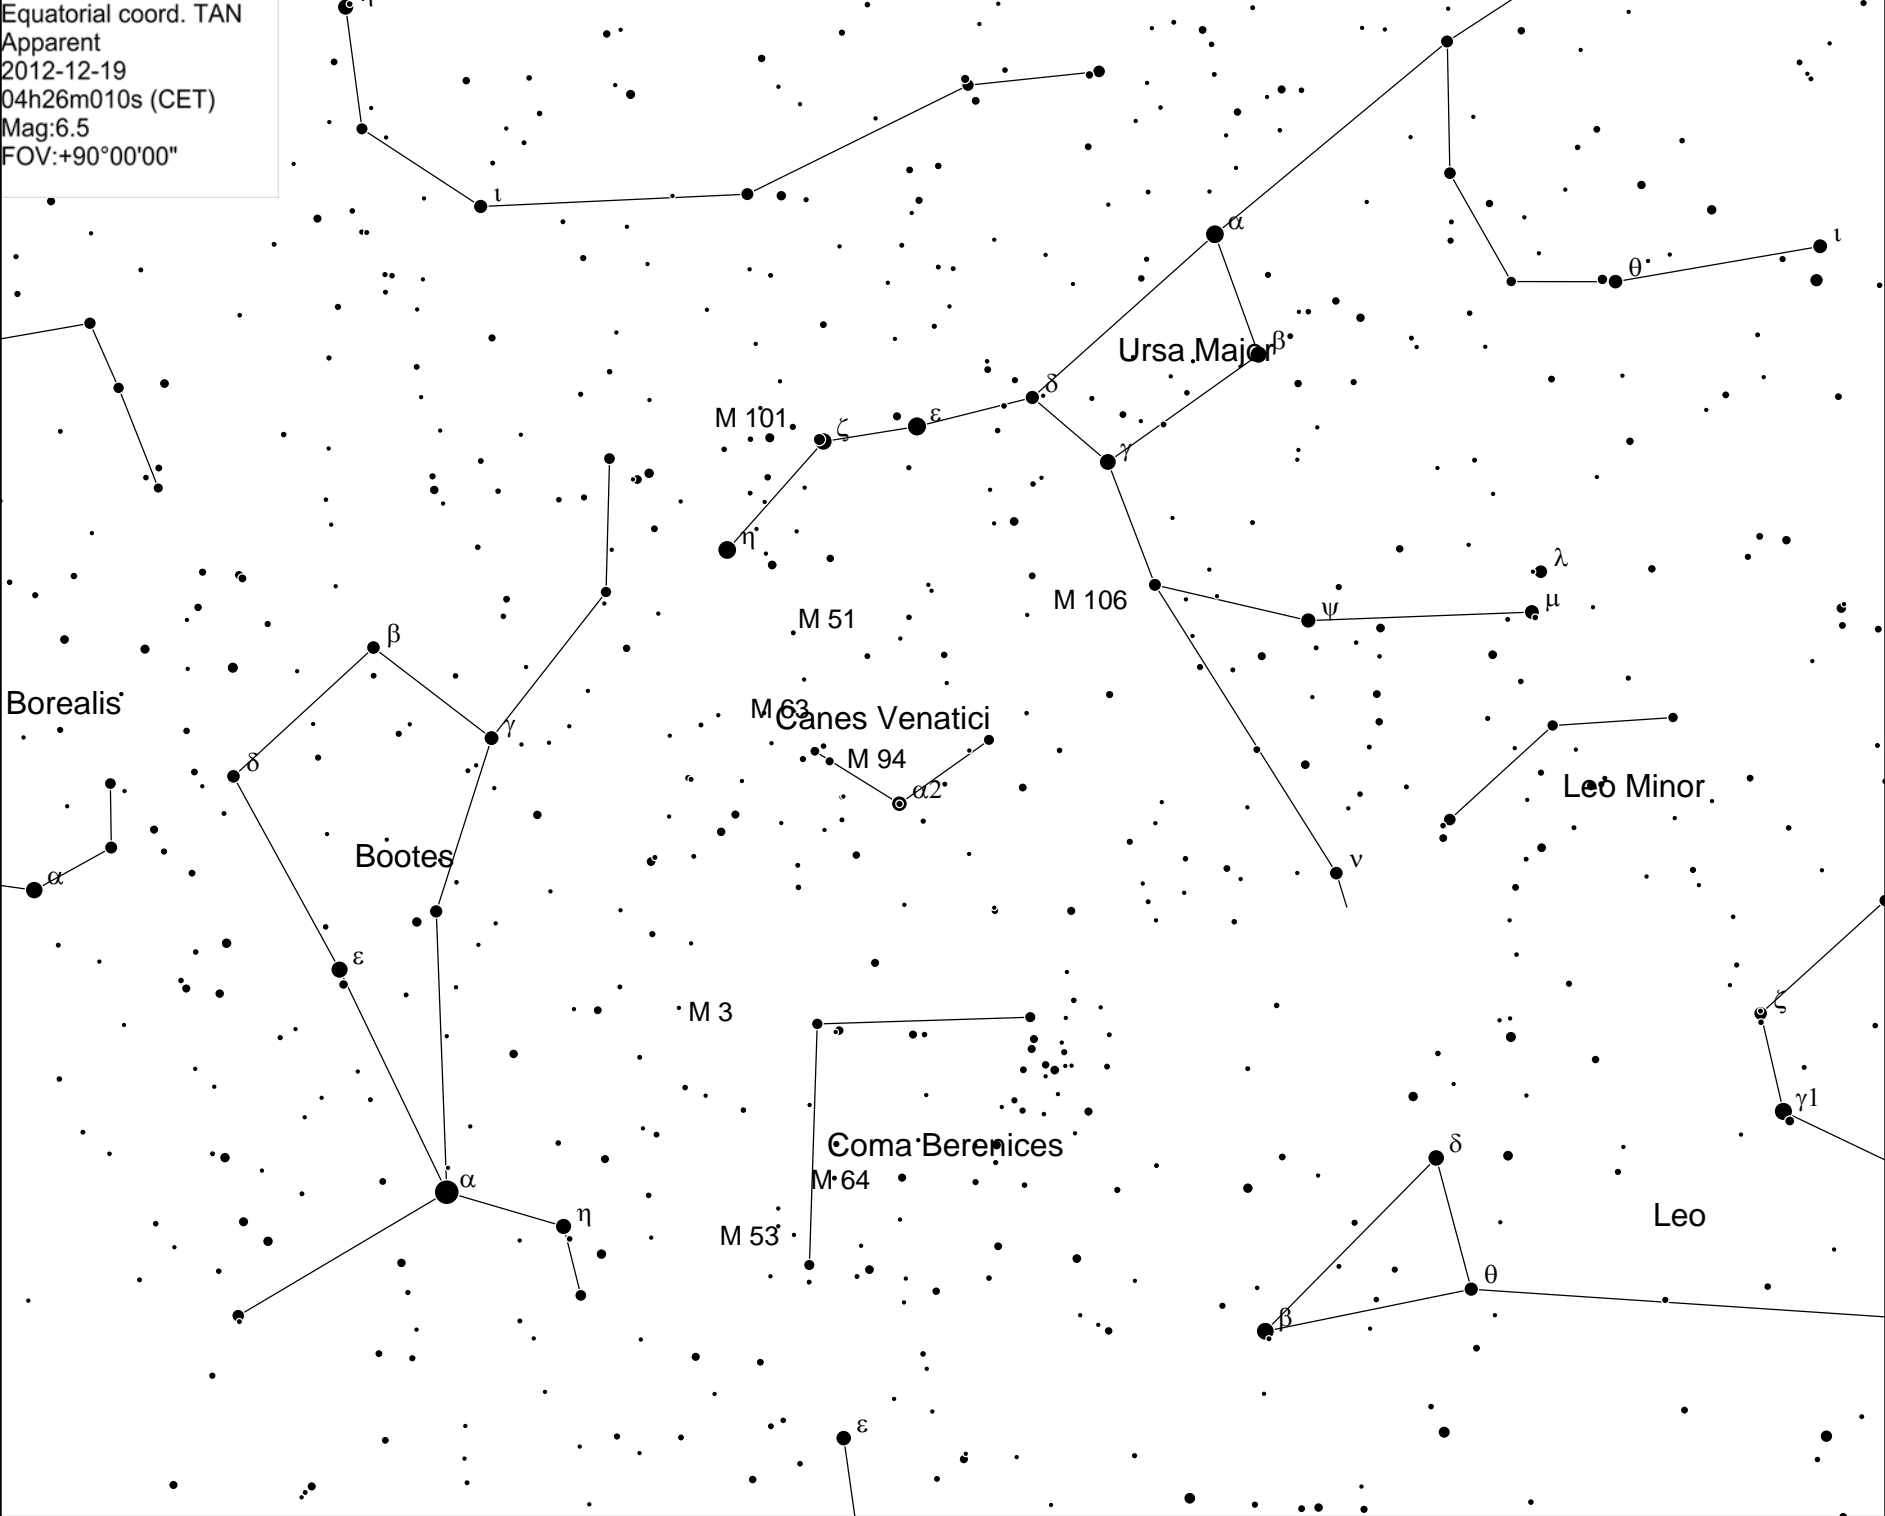 Equatorial coord. TAN
Apparent
2012-12-19
04h26m010s (CET)
Mag:6.5
FOV:+90°00'00"
ι
α
θ
ι
Ursa Major
β
δ
M 101
ζ
ε
γ
η
λ
M 106
μ
M 51
ψ
β
Borealis
M 63
Canes Venatici
γ
δ
M 94
α2
Leo Minor
Bootes
ν
α
ε
ζ
M 3
γ1
Coma Berenices
δ
M 64
α
η
Leo
M 53
θ
β
ε